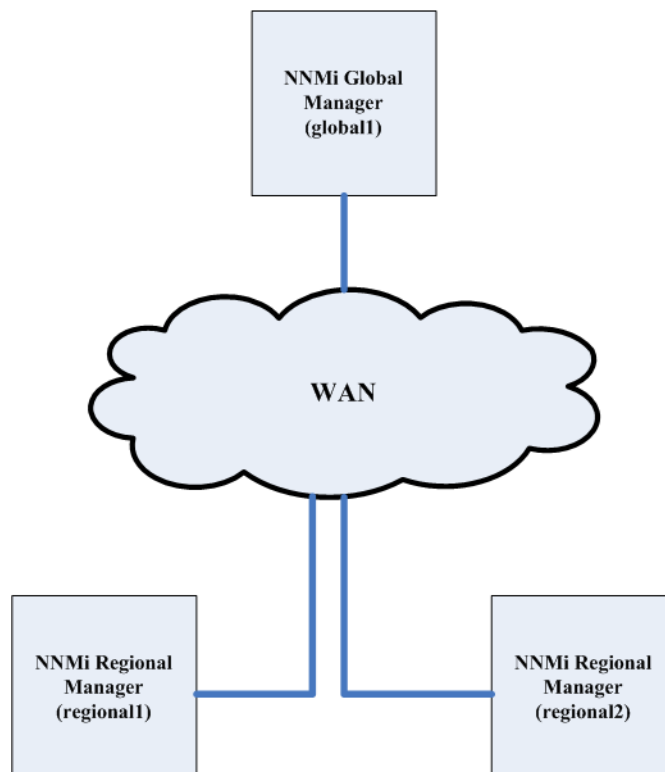 NNMi Global
Manager
(global1)
WAN
NNMi Regional
Manager
(regional1)
NNMi Regional
Manager
(regional2)